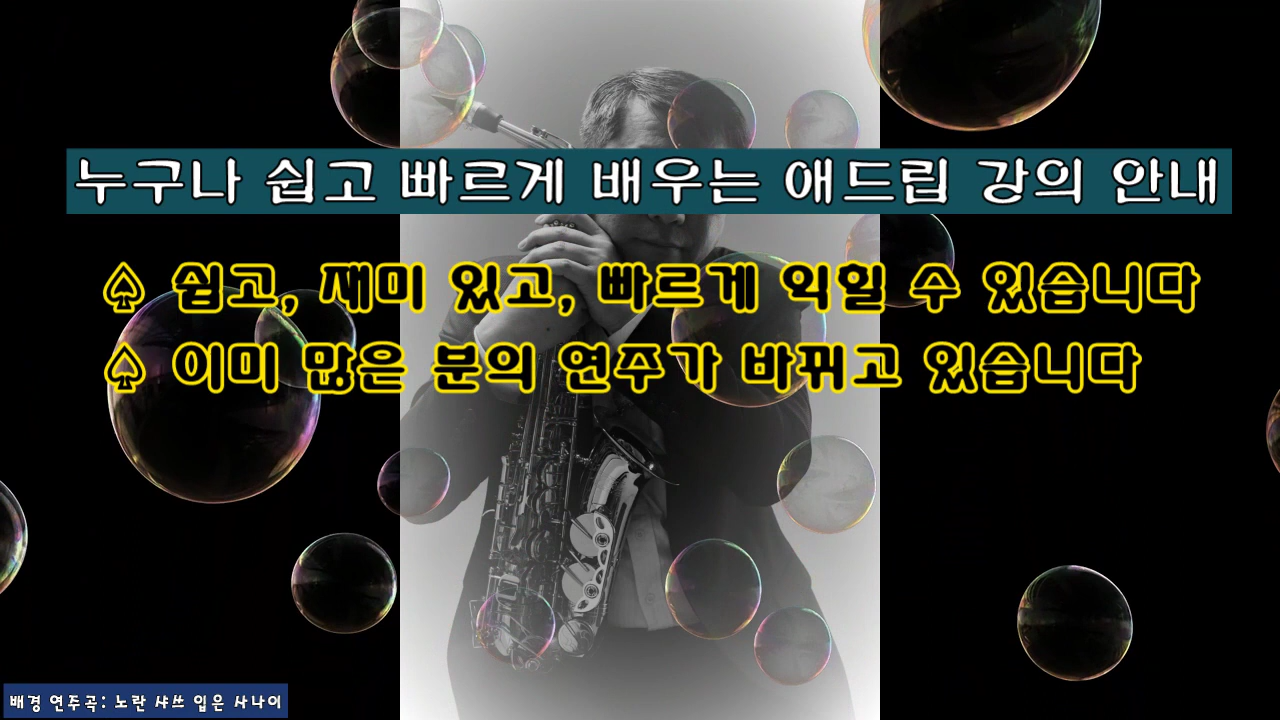 누구나 쉽고 빠르게 배우는 애드립 강의 안내
♤ 쉽고, 재미 있고, 빠르게 익힐 수 있습니다
♤ 이미 많은 분의 연주가 바뀌고 있습니다
배경 연주곡: 노란 샤쓰 입은 사나이